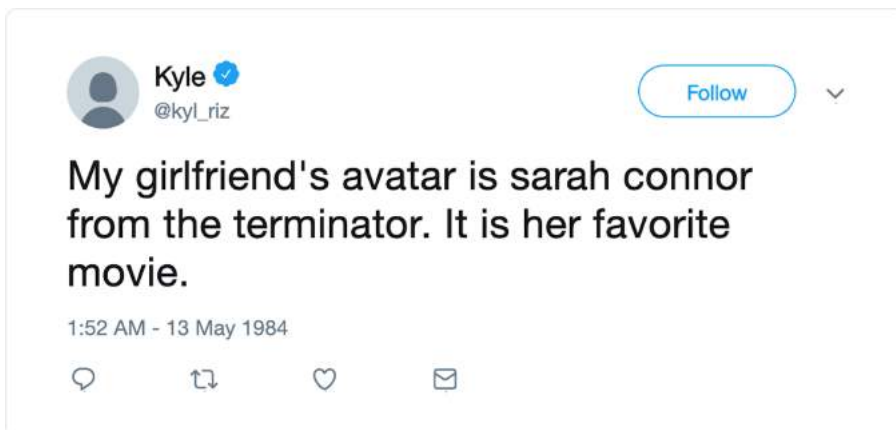 Kyle
@kyl_riz
Follow
My girlfriend's avatar is sarah connor
from the terminator. It is her favorite
movie.
1:52 AM - 13 May 1984